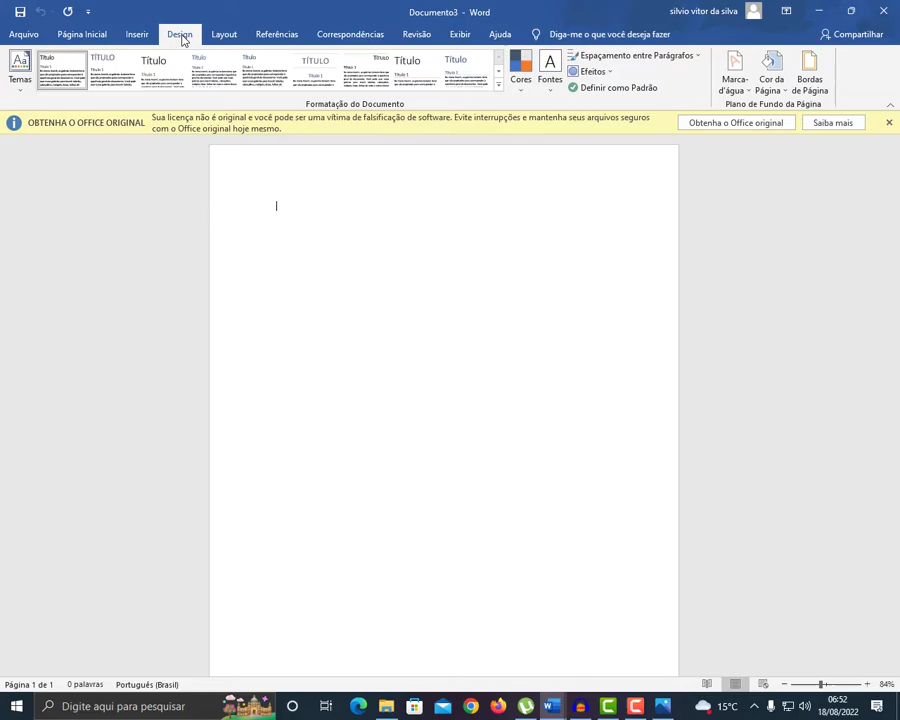 Documento3 - Word
silvio vitor da silva
Arquivo
Página Inicial
Inserir
Design
Layout
Referências
Correspondências
Revisão
Exibir
Ajuda
Diga-me o que você deseja fazer
Compartilhar
Temas
Título
TÍTULO
Título
Título
Título
TÍTULO
Título
Título
Título
Cores
Fontes
Espaçamento entre Parágrafos
Efeitos
Definir como Padrão
Marca-
d'água
Cor da
Página
Bordas
de Página
Formatação do Documento
Plano de Fundo da Página
OBTENHA O OFFICE ORIGINAL
Sua licença não é original e você pode ser uma vítima de falsificação de software. Evite interrupções e mantenha seus arquivos seguros
com o Office original hoje mesmo.
Obtenha o Office original
Saiba mais
Página 1 de 1
0 palavras
Português (Brasil)
84%
Digite aqui para pesquisar
15°C
06:52
18/08/2022